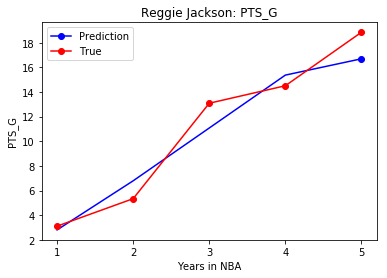 Reggie Jackson: PTS_G
Prediction
True
18
16
14
12
10
8
6
4
2
PTS_G
1 2 3 4 5
Years in NBA